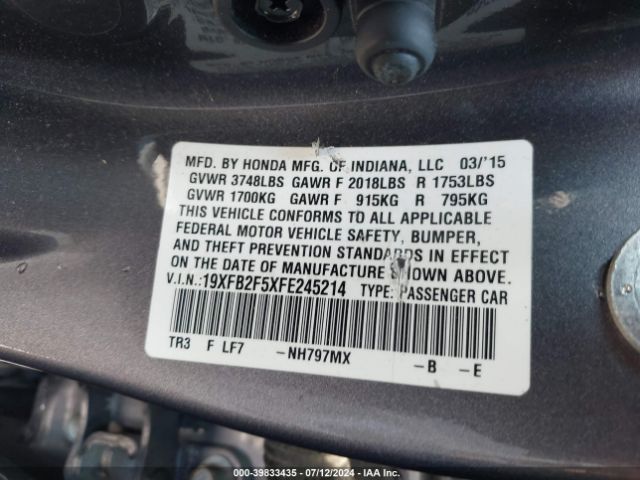 MFD. BY HONDA MFG. OF INDIANA, LLC 03/'15
GVWR 3748LBS GAWR F 2018LBS R 1753LBS
GVWR 1700KG GAWR F 915KG R 795KG
THIS VEHICLE CONFORMS TO ALL APPLICABLE
FEDERAL MOTOR VEHICLE SAFETY, BUMPER,
AND THEFT PREVENTION STANDARDS IN EFFECT
ON THE DATE OF MANUFACTURE SHOWN ABOVE.
V.I.N.: 19XFB2F5XFE245214 TYPE: PASSENGER CAR
TR3 F LF7 -NH797MX -B -E
000-39833435 - 07/12/2024 - IAA Inc.